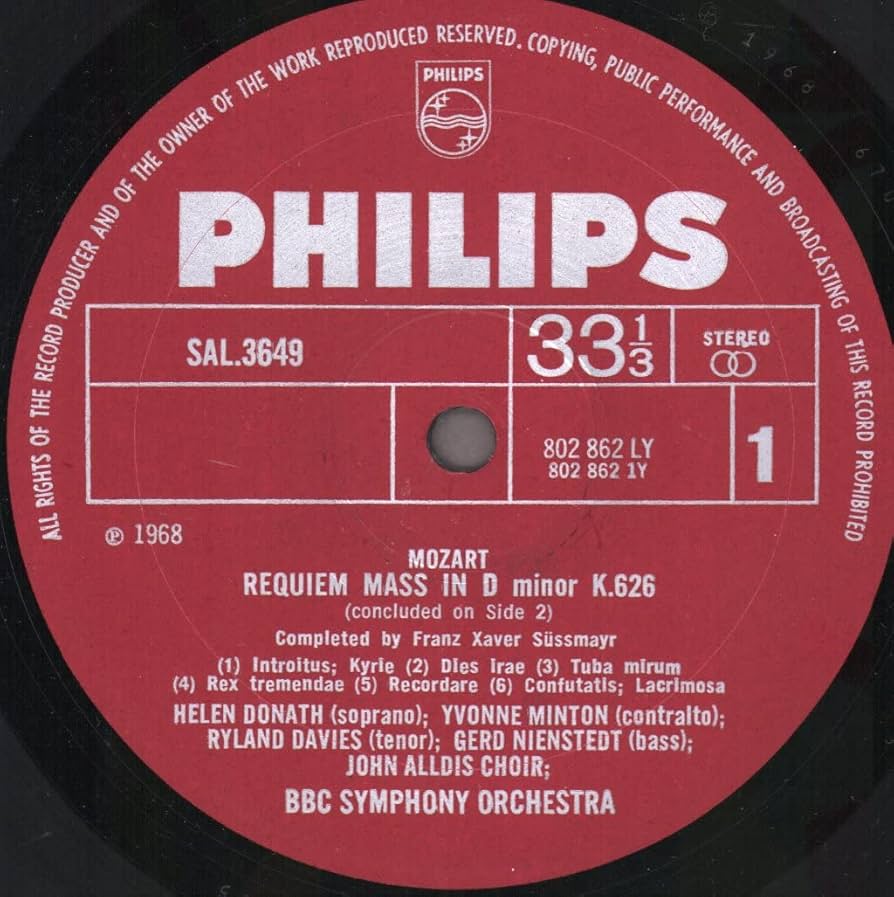 ALL RIGHTS OF THE RECORD PRODUCER AND OF THE OWNER OF THE WORK REPRODUCED RESERVED. COPYING, PUBLIC PERFORMANCE AND BROADCASTING OF THIS RECORD PROHIBITED
PHILIPS
PHILIPS
SAL.3649
33 1/3
STEREO
802 862 LY
802 862 1Y
1
℗ 1968
MOZART
REQUIEM MASS IN D minor K.626
(concluded on Side 2)
Completed by Franz Xaver Süssmayr
(1) Introitus; Kyrie (2) Dies irae (3) Tuba mirum
(4) Rex tremendae (5) Recordare (6) Confutatis; Lacrimosa
HELEN DONATH (soprano); YVONNE MINTON (contralto);
RYLAND DAVIES (tenor); GERD NIENSTEDT (bass);
JOHN ALLDIS CHOIR;
BBC SYMPHONY ORCHESTRA